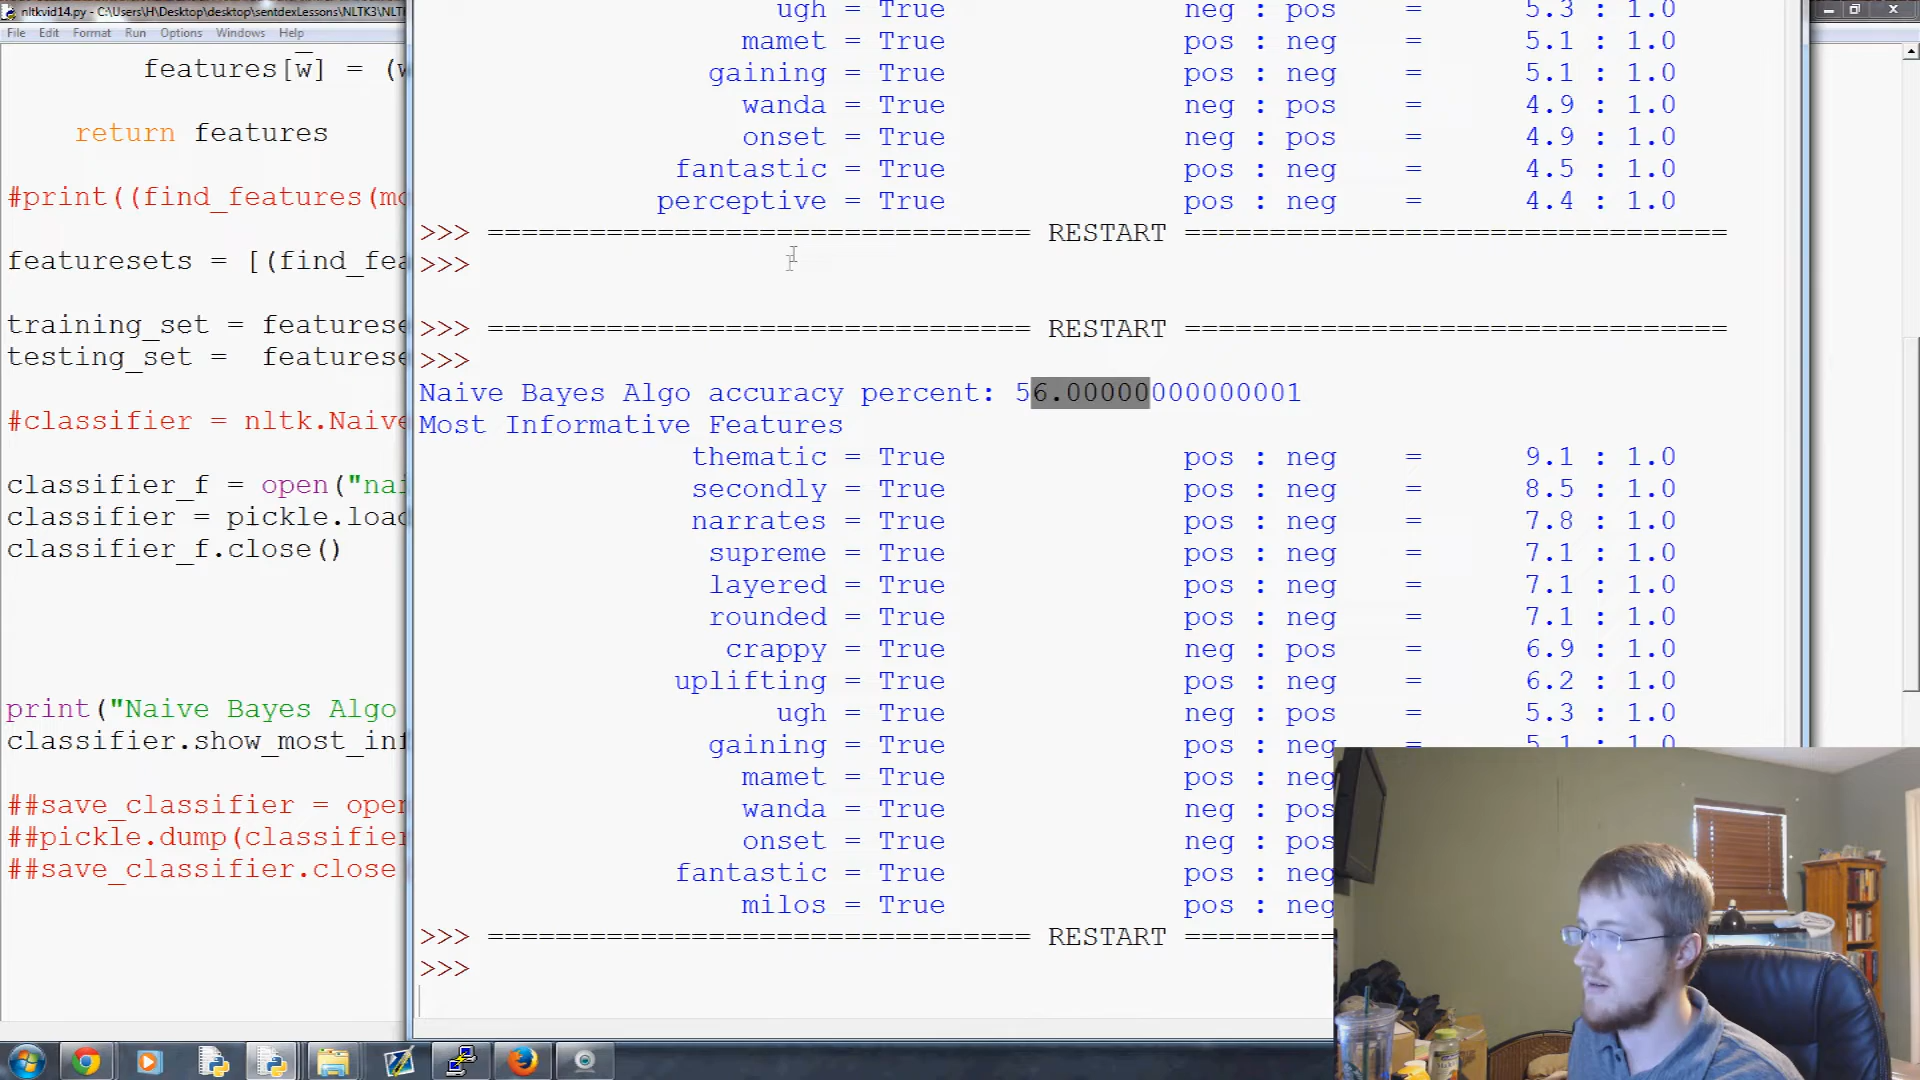 nltkvid14.py - C:\Users\H\Desktop\desktop\sentdexLessons\NLTK3\NLT
File Edit Format Run Options Windows Help
features[w] = (w
return features
#print((find_features(mo
featuresets = [(find_fea
training_set = featurese
testing_set =  featurese
#classifier = nltk.Naive
classifier_f = open("nai
classifier = pickle.load
classifier_f.close()
print("Naive Bayes Algo
classifier.show_most_inf
##save_classifier = open
##pickle.dump(classifier
##save_classifier.close
ugh = True neg : pos = 5.3 : 1.0
mamet = True pos : neg = 5.1 : 1.0
gaining = True pos : neg = 5.1 : 1.0
wanda = True neg : pos = 4.9 : 1.0
onset = True neg : pos = 4.9 : 1.0
fantastic = True pos : neg = 4.5 : 1.0
perceptive = True pos : neg = 4.4 : 1.0
>>> ================================ RESTART ================================
>>>
>>> ================================ RESTART ================================
>>>
Naive Bayes Algo accuracy percent: 56.00000000000001
Most Informative Features
thematic = True pos : neg = 9.1 : 1.0
secondly = True pos : neg = 8.5 : 1.0
narrates = True pos : neg = 7.8 : 1.0
supreme = True pos : neg = 7.1 : 1.0
layered = True pos : neg = 7.1 : 1.0
rounded = True pos : neg = 7.1 : 1.0
crappy = True neg : pos = 6.9 : 1.0
uplifting = True pos : neg = 6.2 : 1.0
ugh = True neg : pos = 5.3 : 1.0
gaining = True pos : neg = 5.1 : 1.0
mamet = True pos : neg
wanda = True neg : pos
onset = True neg : pos
fantastic = True pos : neg
milos = True pos : neg
>>> ================================ RESTART =========
>>>